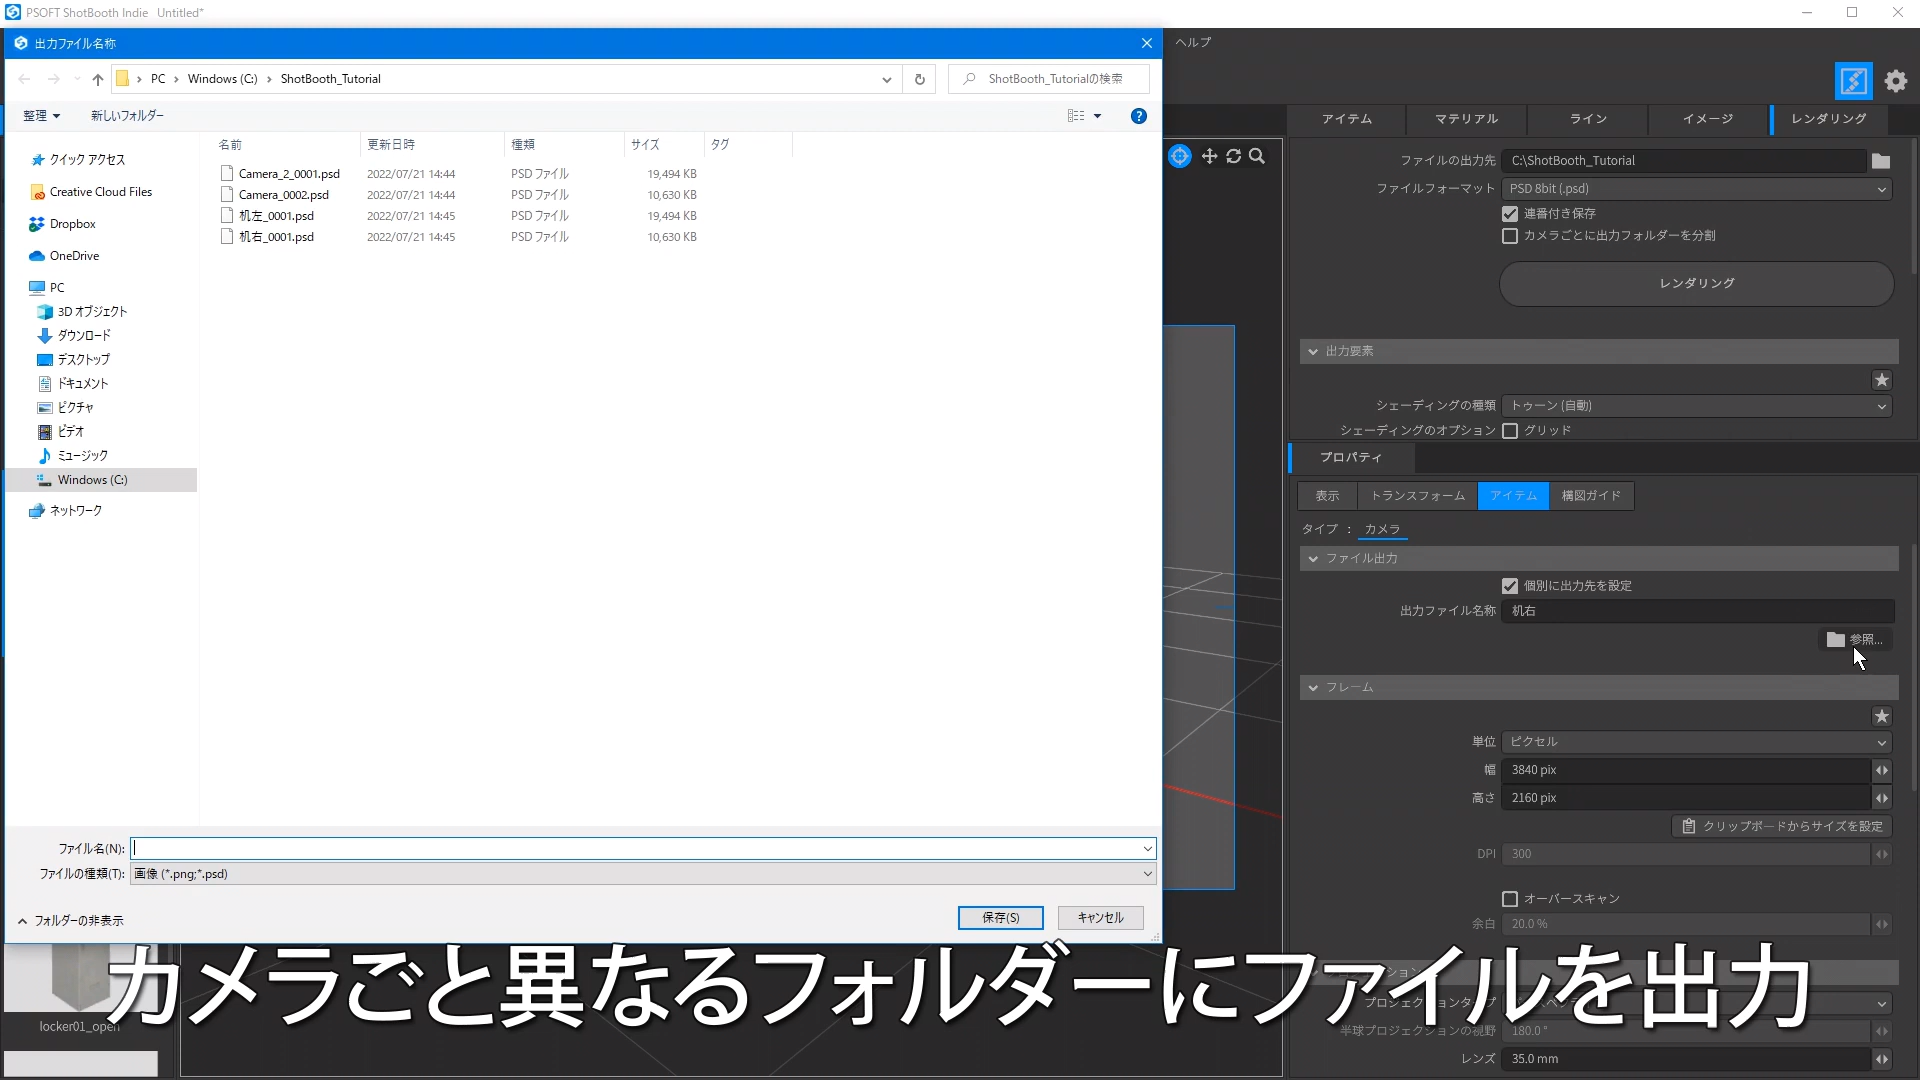 PSOFT ShotBooth Indie Untitled*
出力ファイル名称
ヘルプ
PC › Windows (C:) › ShotBooth_Tutorial
ShotBooth_Tutorialの検索
整理
新しいフォルダー
名前 更新日時 種類 サイズ タグ
Camera_2_0001.psd 2022/07/21 14:44 PSD ファイル 19,494 KB
Camera_0002.psd 2022/07/21 14:44 PSD ファイル 10,630 KB
机左_0001.psd 2022/07/21 14:45 PSD ファイル 19,494 KB
机右_0001.psd 2022/07/21 14:45 PSD ファイル 10,630 KB
クイック アクセス
Creative Cloud Files
Dropbox
OneDrive
PC
3D オブジェクト
ダウンロード
デスクトップ
ドキュメント
ピクチャ
ビデオ
ミュージック
Windows (C:)
ネットワーク
ファイル名(N):
ファイルの種類(T): 画像 (*.png;*.psd)
フォルダーの非表示
保存(S)
キャンセル
アイテム マテリアル ライン イメージ レンダリング
ファイルの出力先 C:\ShotBooth_Tutorial
ファイルフォーマット PSD 8bit (.psd)
連番付き保存
カメラごとに出力フォルダーを分割
レンダリング
出力要素
シェーディングの種類 トゥーン (自動)
シェーディングのオプション グリッド
プロパティ
表示 トランスフォーム アイテム 構図ガイド
タイプ : カメラ
ファイル出力
個別に出力先を設定
出力ファイル名称 机右
参照...
フレーム
単位 ピクセル
幅 3840 pix
高さ 2160 pix
クリップボードからサイズを設定
DPI 300
オーバースキャン
余白 20.0 %
プロジェクションタイプ
半球プロジェクションの視野 180.0 °
レンズ 35.0 mm
locker01_open
カメラごと異なるフォルダーにファイルを出力